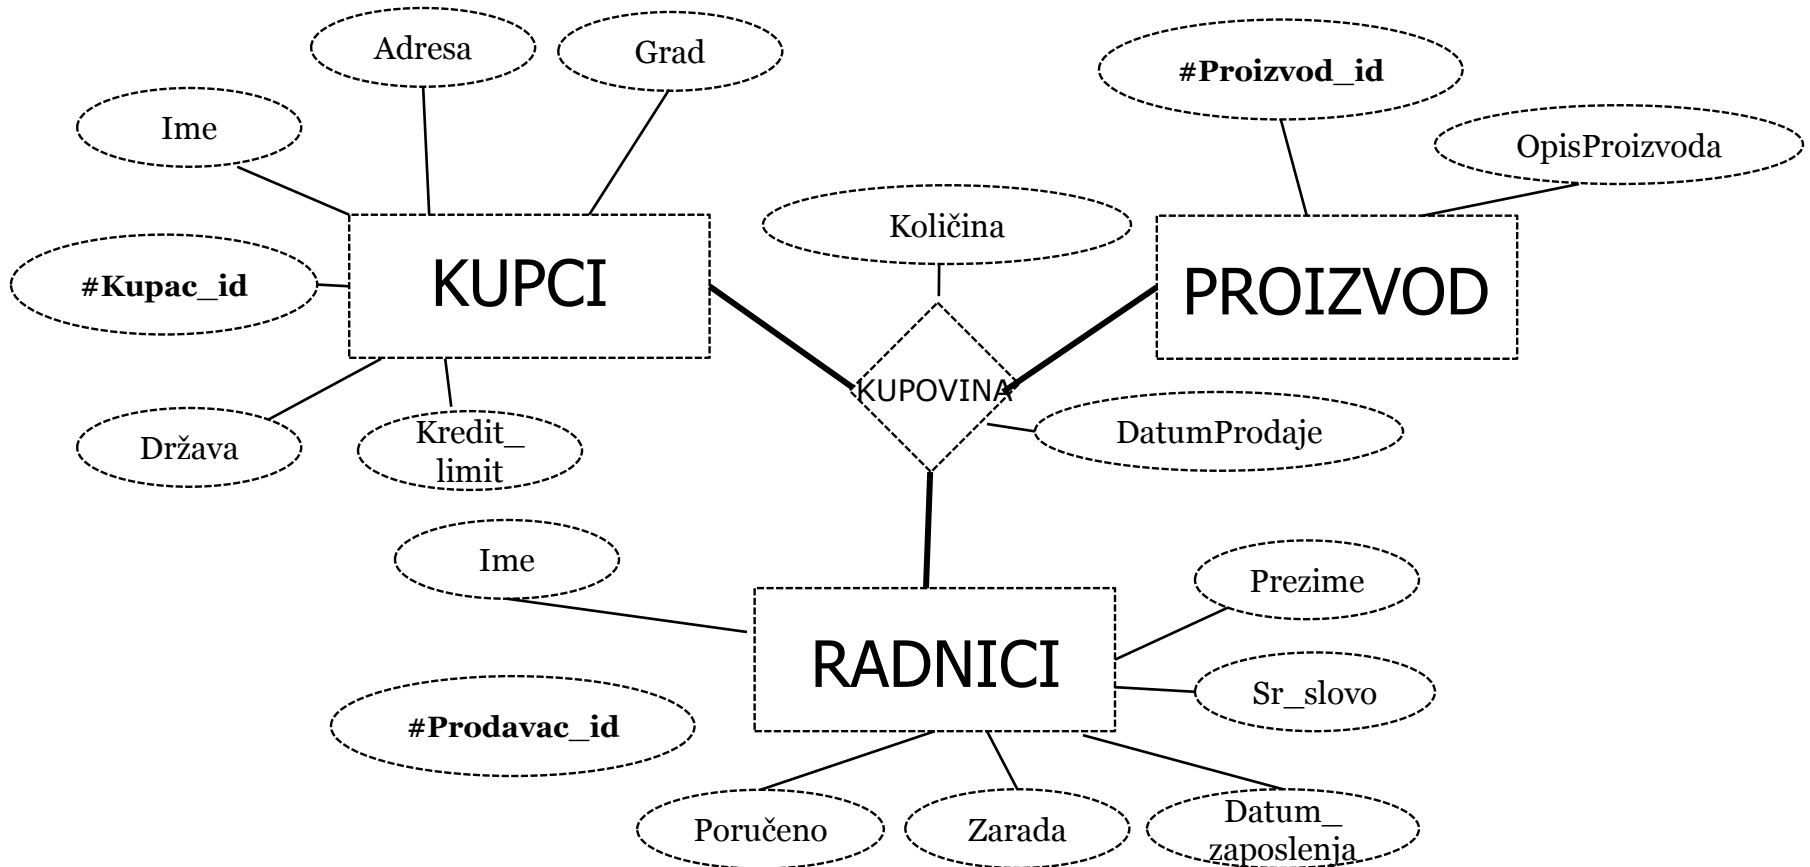 Adresa
Grad
#Proizvod_id
Ime
OpisProizvoda
Količina
#Kupac_id
KUPCI
PROIZVOD
KUPOVINA
Država
Kredit_
limit
DatumProdaje
Ime
Prezime
RADNICI
Sr_slovo
#Prodavac_id
Poručeno
Zarada
Datum_
zaposlenja